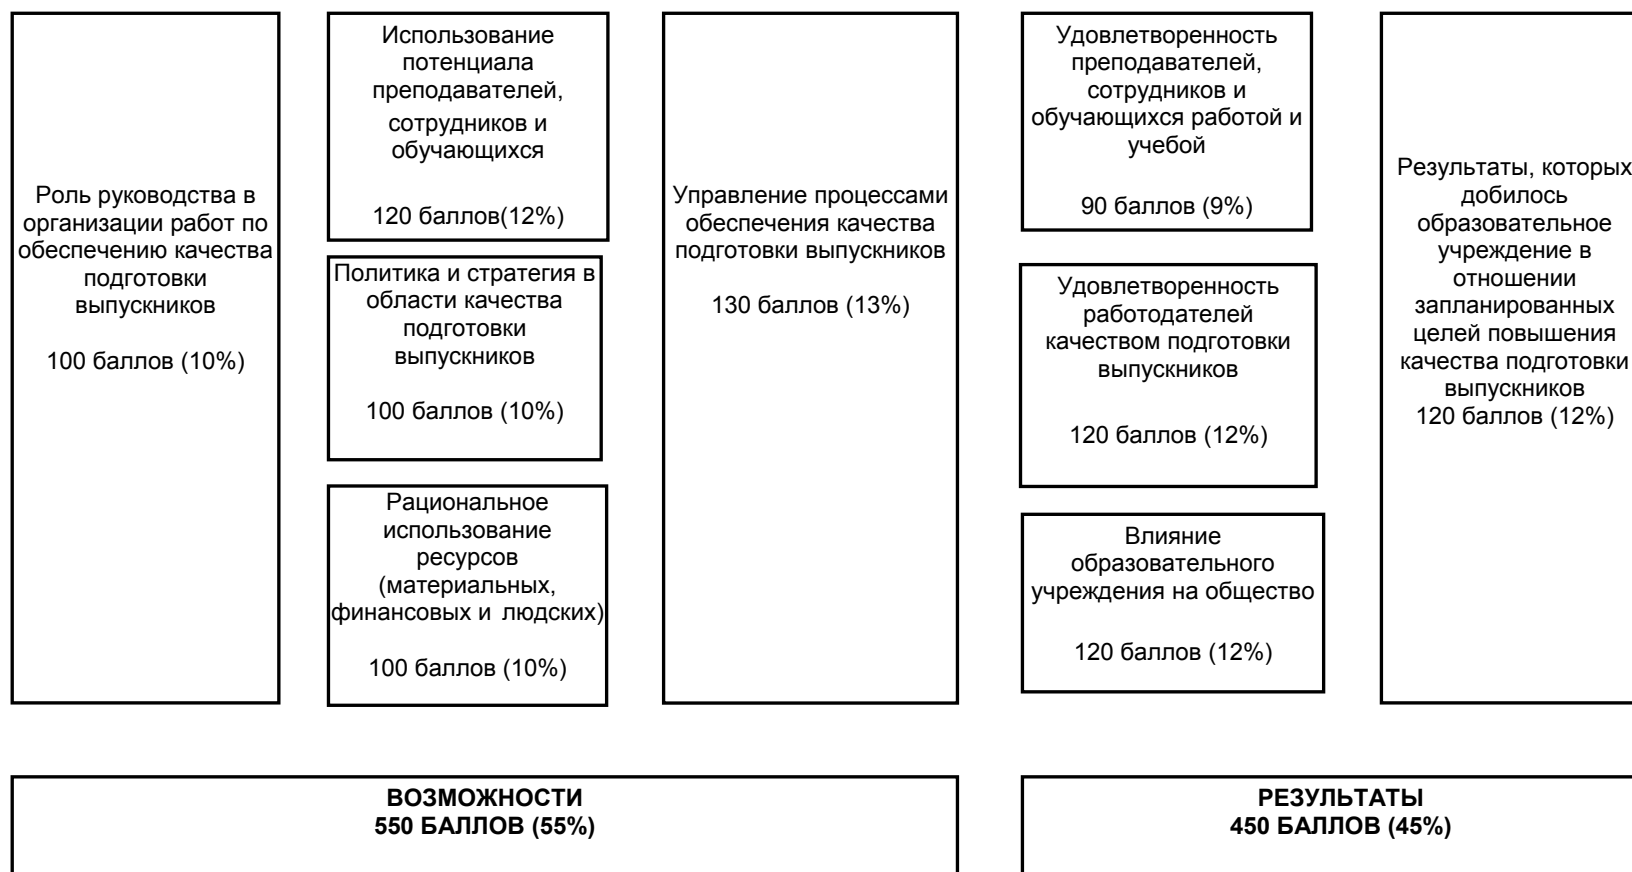 Роль руководства в
организации работ по
обеспечению качества
подготовки
выпускников
100 баллов (10%)
Использование
потенциала
преподавателей,
сотрудников и
обучающихся
120 баллов(12%)
Политика и стратегия в
области качества
подготовки
выпускников
100 баллов (10%)
Рациональное
использование
ресурсов
(материальных,
финансовых и людских)
100 баллов (10%)
Управление процессами
обеспечения качества
подготовки выпускников
130 баллов (13%)
Удовлетворенность
преподавателей,
сотрудников и
обучающихся работой и
учебой
90 баллов (9%)
Удовлетворенность
работодателей
качеством подготовки
выпускников
120 баллов (12%)
Влияние
образовательного
учреждения на общество
120 баллов (12%)
Результаты, которых
добилось
образовательное
учреждение в
отношении
запланированных
целей повышения
качества подготовки
выпускников
120 баллов (12%)
ВОЗМОЖНОСТИ
550 БАЛЛОВ (55%)
РЕЗУЛЬТАТЫ
450 БАЛЛОВ (45%)